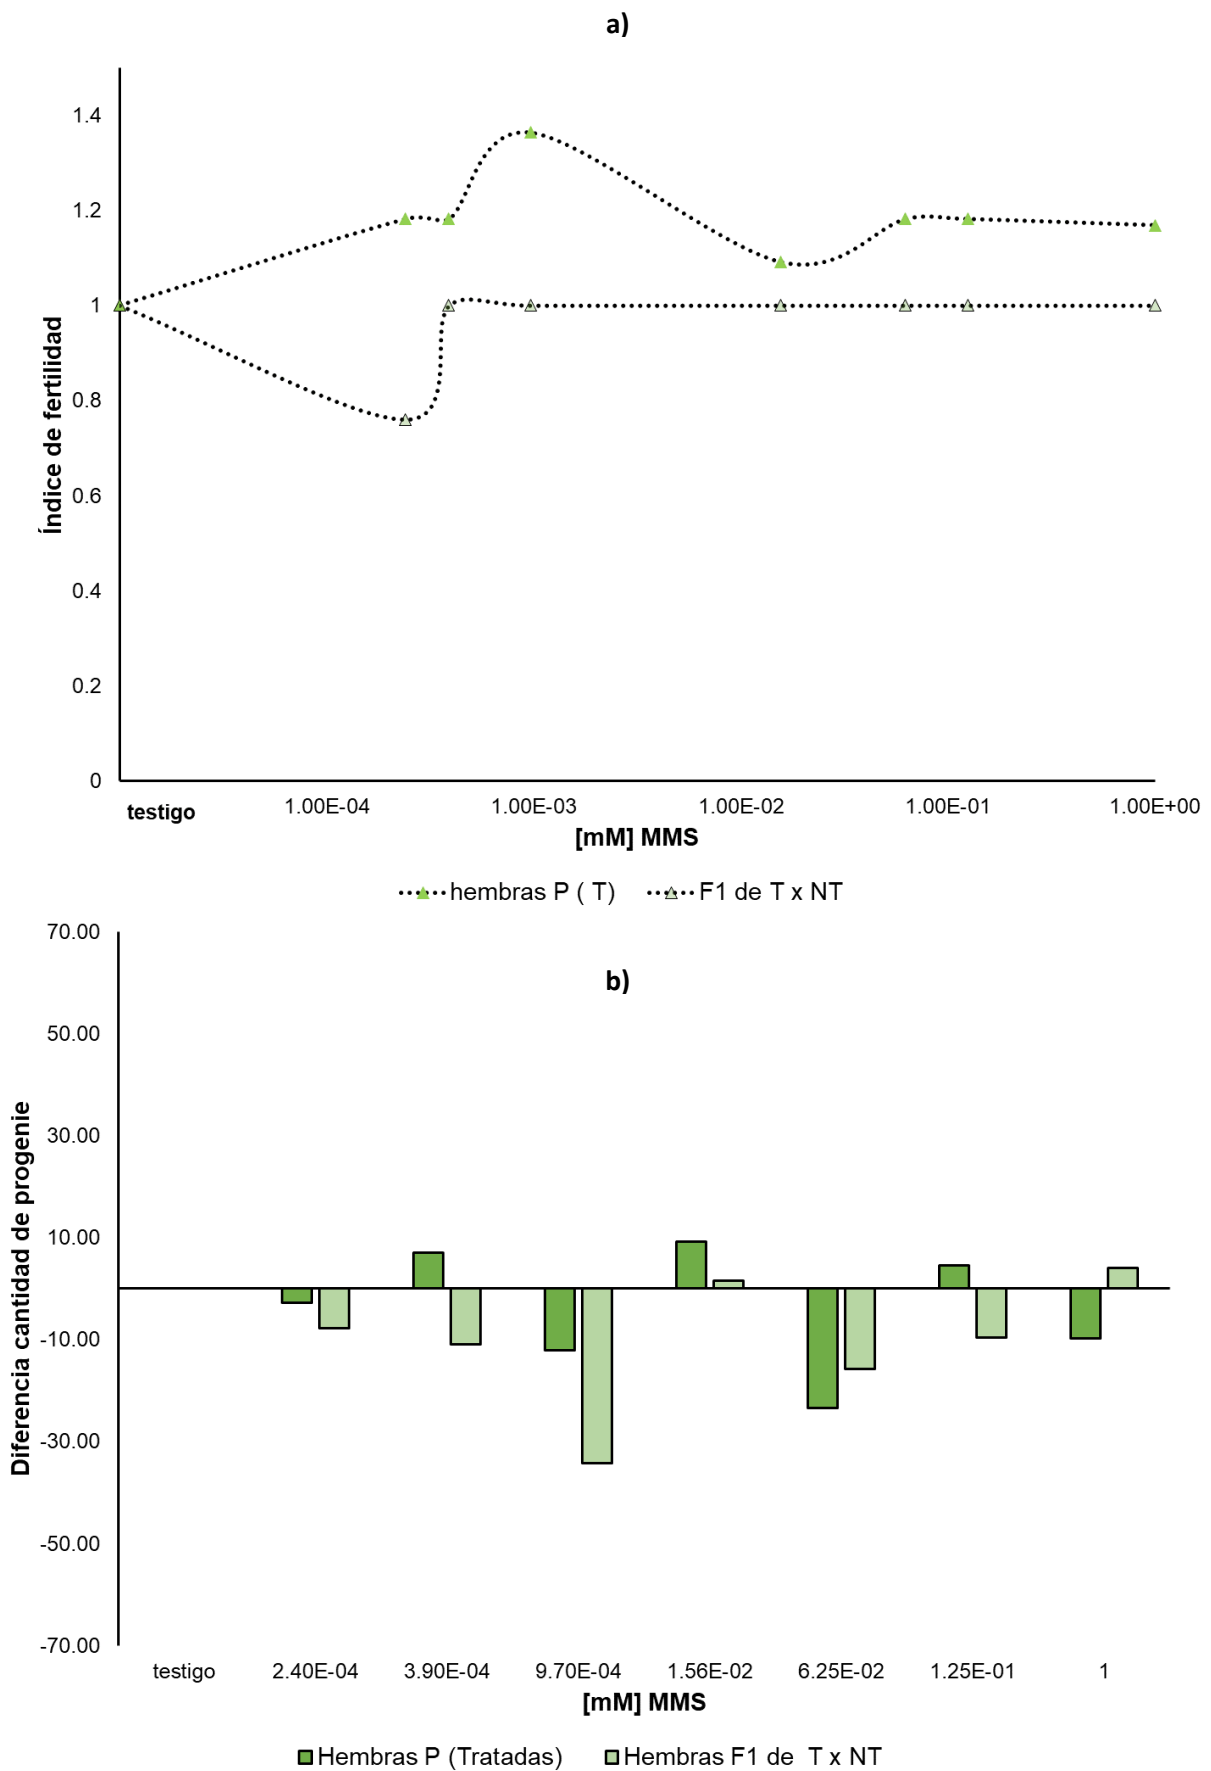 a)
Índice de fertilidad
1.4
1.2
1
0.8
0.6
0.4
0.2
0
testigo 1.00E-04 1.00E-03 1.00E-02 1.00E-01 1.00E+00
[mM] MMS
hembras P ( T) F1 de T x NT
b)
Diferencia cantidad de progenie
70.00
50.00
30.00
10.00
-10.00
-30.00
-50.00
-70.00
testigo 2.40E-04 3.90E-04 9.70E-04 1.56E-02 6.25E-02 1.25E-01 1
[mM] MMS
Hembras P (Tratadas) Hembras F1 de T x NT